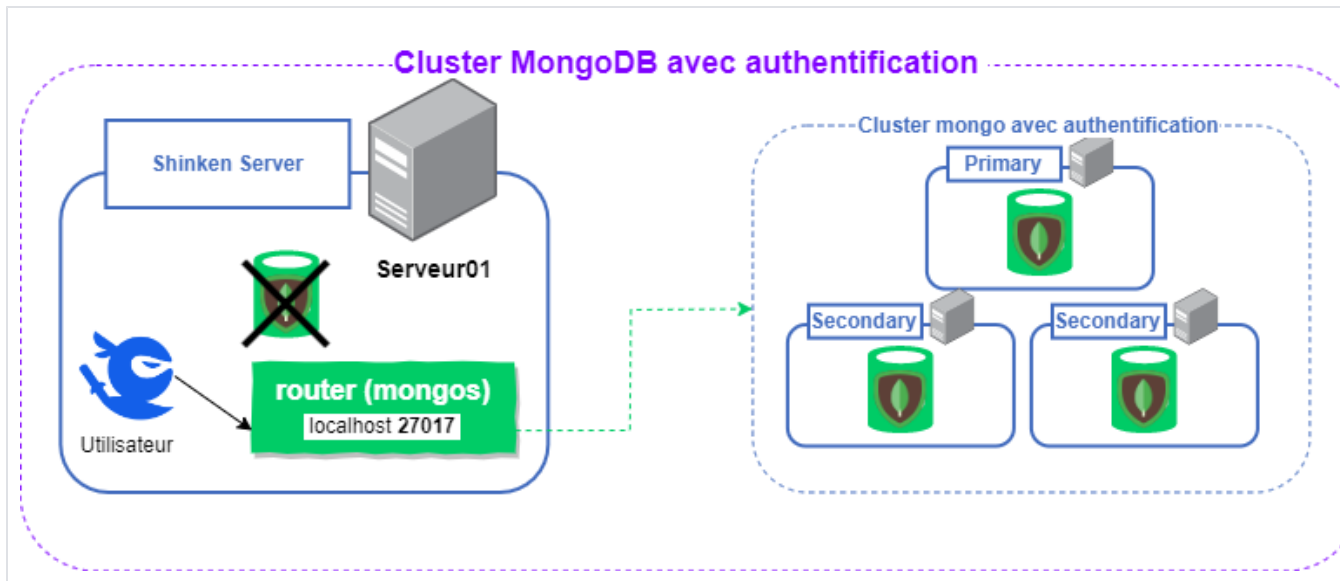 Cluster MongoDB avec authentification
Shinken Server
Serveur01
router (mongos)
localhost 27017
Utilisateur
Cluster mongo avec authentification
Primary
Secondary
Secondary